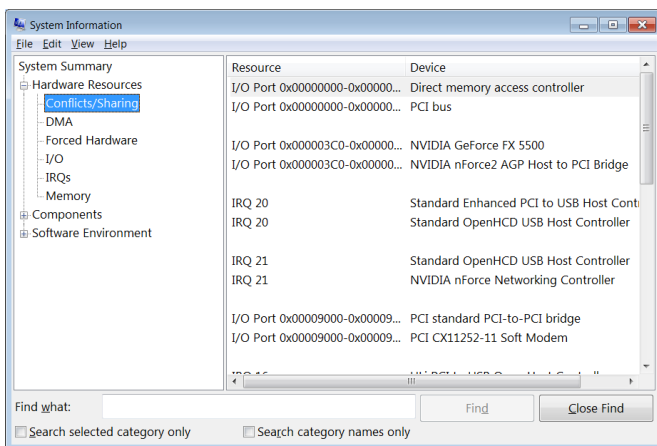 System Information
File Edit View Help
System Summary
Hardware Resources
Conflicts/Sharing
DMA
Forced Hardware
I/O
IRQs
Memory
Components
Software Environment
Resource Device
I/O Port 0x00000000-0x00000... Direct memory access controller
I/O Port 0x00000000-0x00000... PCI bus
I/O Port 0x000003C0-0x00000... NVIDIA GeForce FX 5500
I/O Port 0x000003C0-0x00000... NVIDIA nForce2 AGP Host to PCI Bridge
IRQ 20 Standard Enhanced PCI to USB Host
IRQ 20 Standard OpenHCD USB Host Controller
IRQ 21 Standard OpenHCD USB Host Controller
IRQ 21 NVIDIA nForce Networking Controller
I/O Port 0x00009000-0x00009... PCI standard PCI-to-PCI bridge
I/O Port 0x00009000-0x00009... PCI CX11252-11 Soft Modem
Find what: Find Close Find
Search selected category only Search category names only